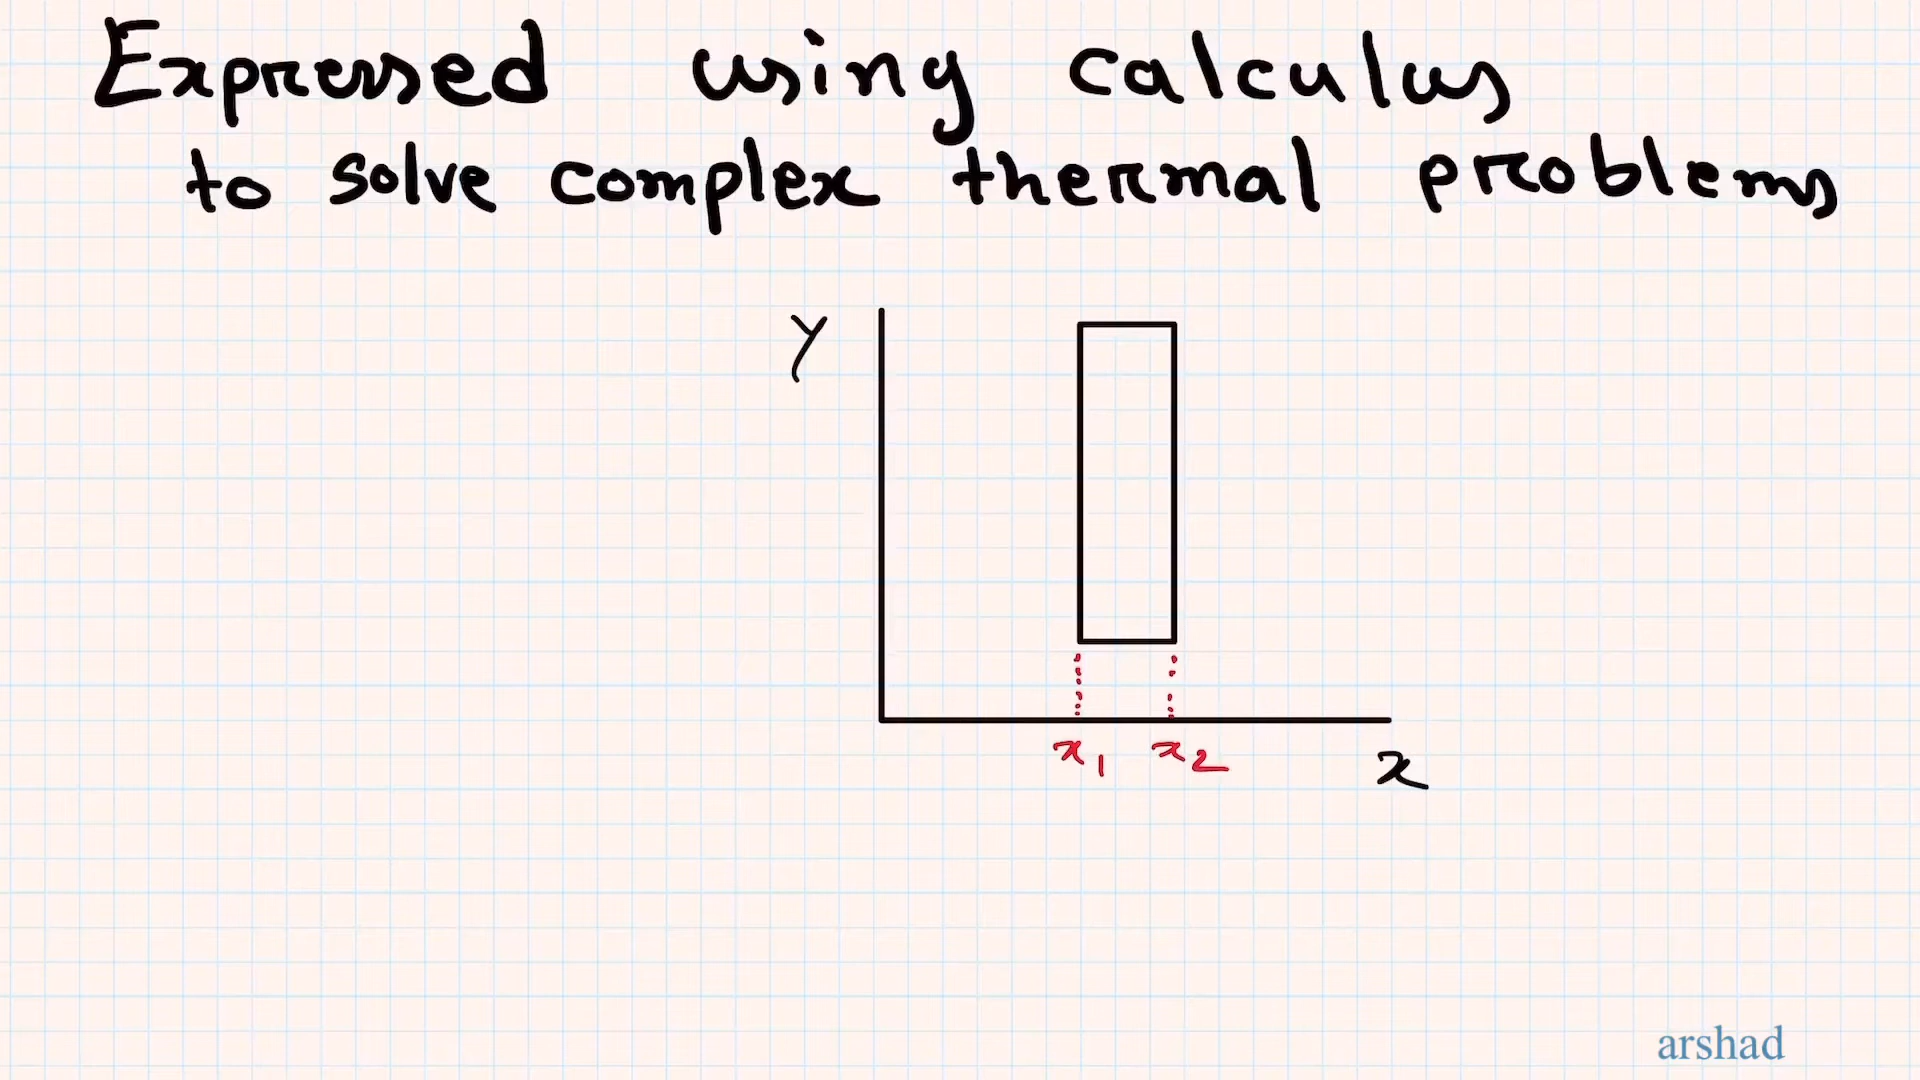 Expressed using calculus
to solve complex thermal problems
Y
x1 x2
x
arshad